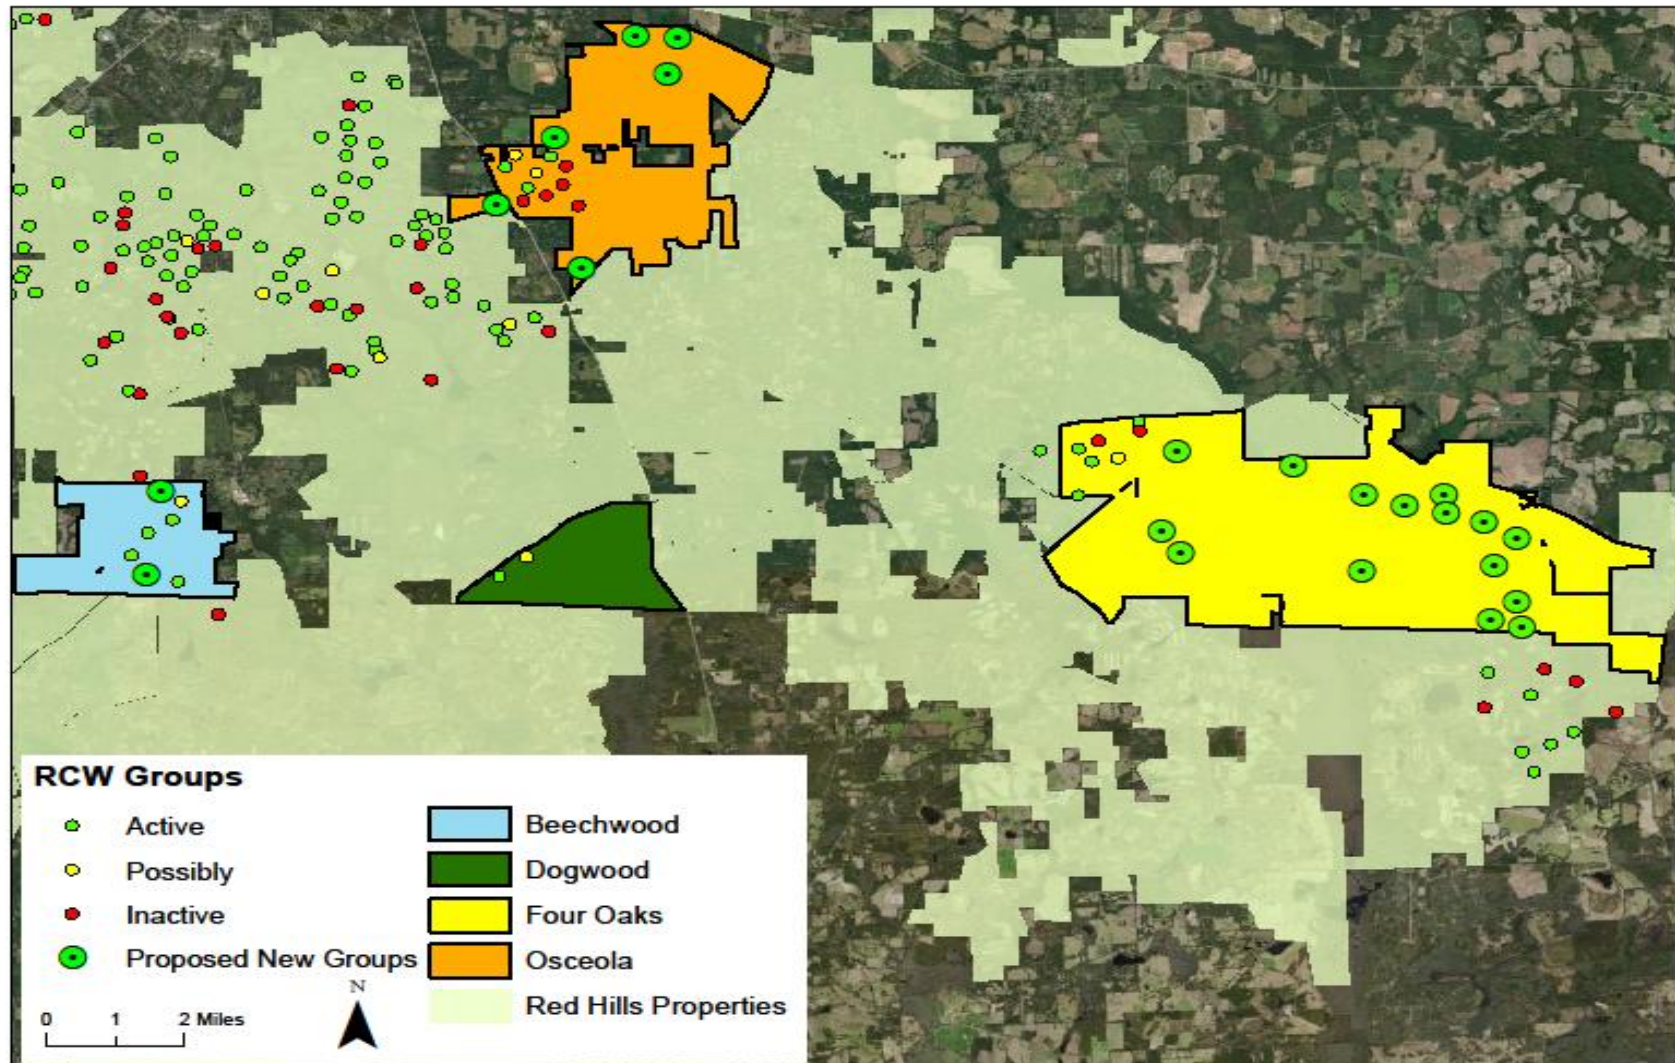 RCW Groups
Active
Possibly
Inactive
Proposed New Groups
Beechwood
Dogwood
Four Oaks
Osceola
Red Hills Properties
N
0 1 2 Miles